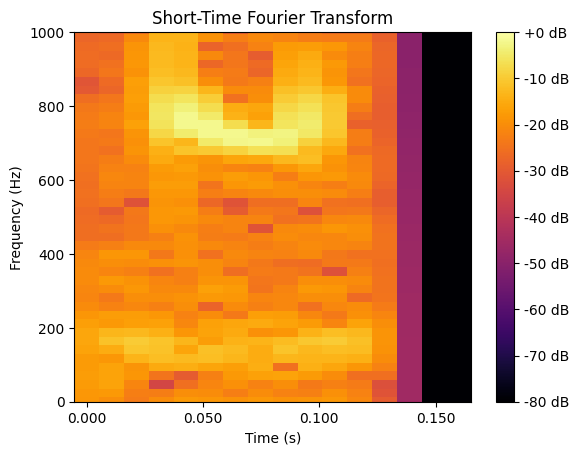 Short-Time Fourier Transform
1000
800
600
400
200
0
Frequency (Hz)
0.000
0.050
0.100
0.150
Time (s)
+0 dB
-10 dB
-20 dB
-30 dB
-40 dB
-50 dB
-60 dB
-70 dB
-80 dB